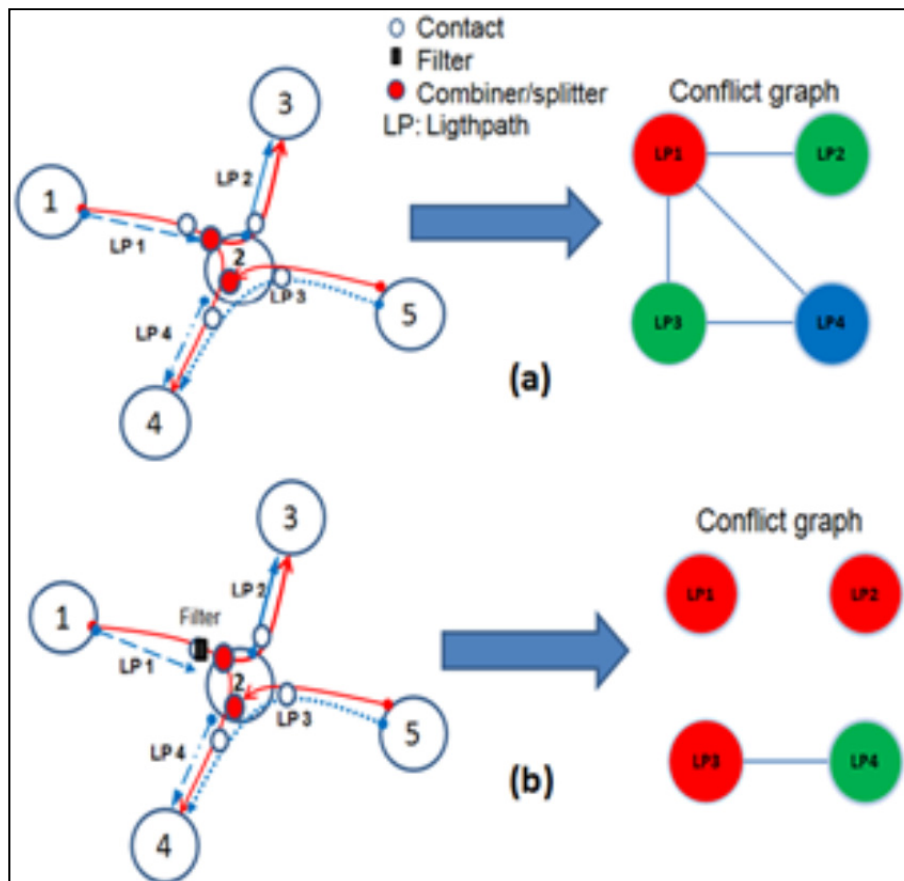 Contact
Filter
Combiner/splitter
LP: Ligthpath
Conflict graph
3
LP 2
1
LP 1
2
LP 3
5
LP 4
4
LP1
LP2
LP3
LP4
(a)
Conflict graph
3
LP 2
1
Filter
LP 1
2
LP 3
5
LP 4
4
LP1
LP2
LP3
LP4
(b)